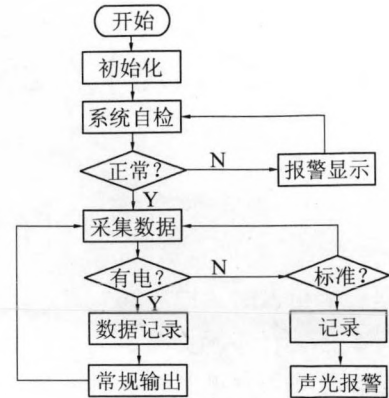 开始
初始化
系统自检
正常?
N
报警显示
Y
采集数据
有电?
N
标准?
Y
数据记录
记录
常规输出
声光报警